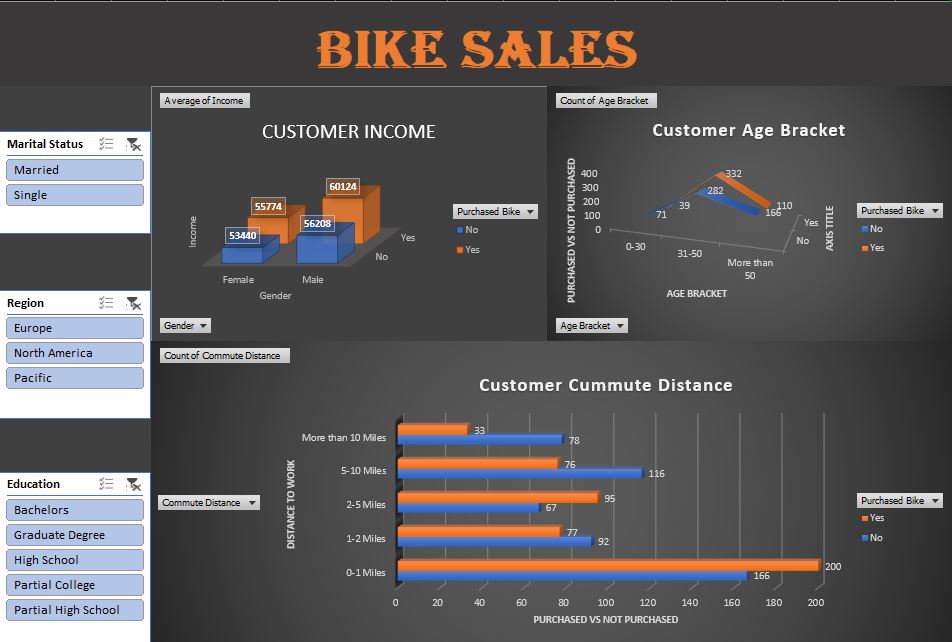 BIKE SALES
Marital Status
Married
Single
Region
Europe
North America
Pacific
Education
Bachelors
Graduate Degree
High School
Partial College
Partial High School
Average of Income
CUSTOMER INCOME
60124
55774
56208
53440
Income
Yes
No
Female
Male
Gender
Purchased Bike
No
Yes
Gender
Count of Age Bracket
Customer Age Bracket
PURCHASED VS NOT PURCHASED
400
300
200
100
0
332
282
39
71
110
166
Yes
No
AXIS TITLE
0-30
31-50
More than
50
AGE BRACKET
Purchased Bike
No
Yes
Age Bracket
Count of Commute Distance
Customer Cummute Distance
DISTANCE TO WORK
More than 10 Miles
33
78
5-10 Miles
76
116
2-5 Miles
95
67
1-2 Miles
77
92
0-1 Miles
200
166
0 20 40 60 80 100 120 140 160 180 200
PURCHASED VS NOT PURCHASED
Commute Distance
Purchased Bike
Yes
No